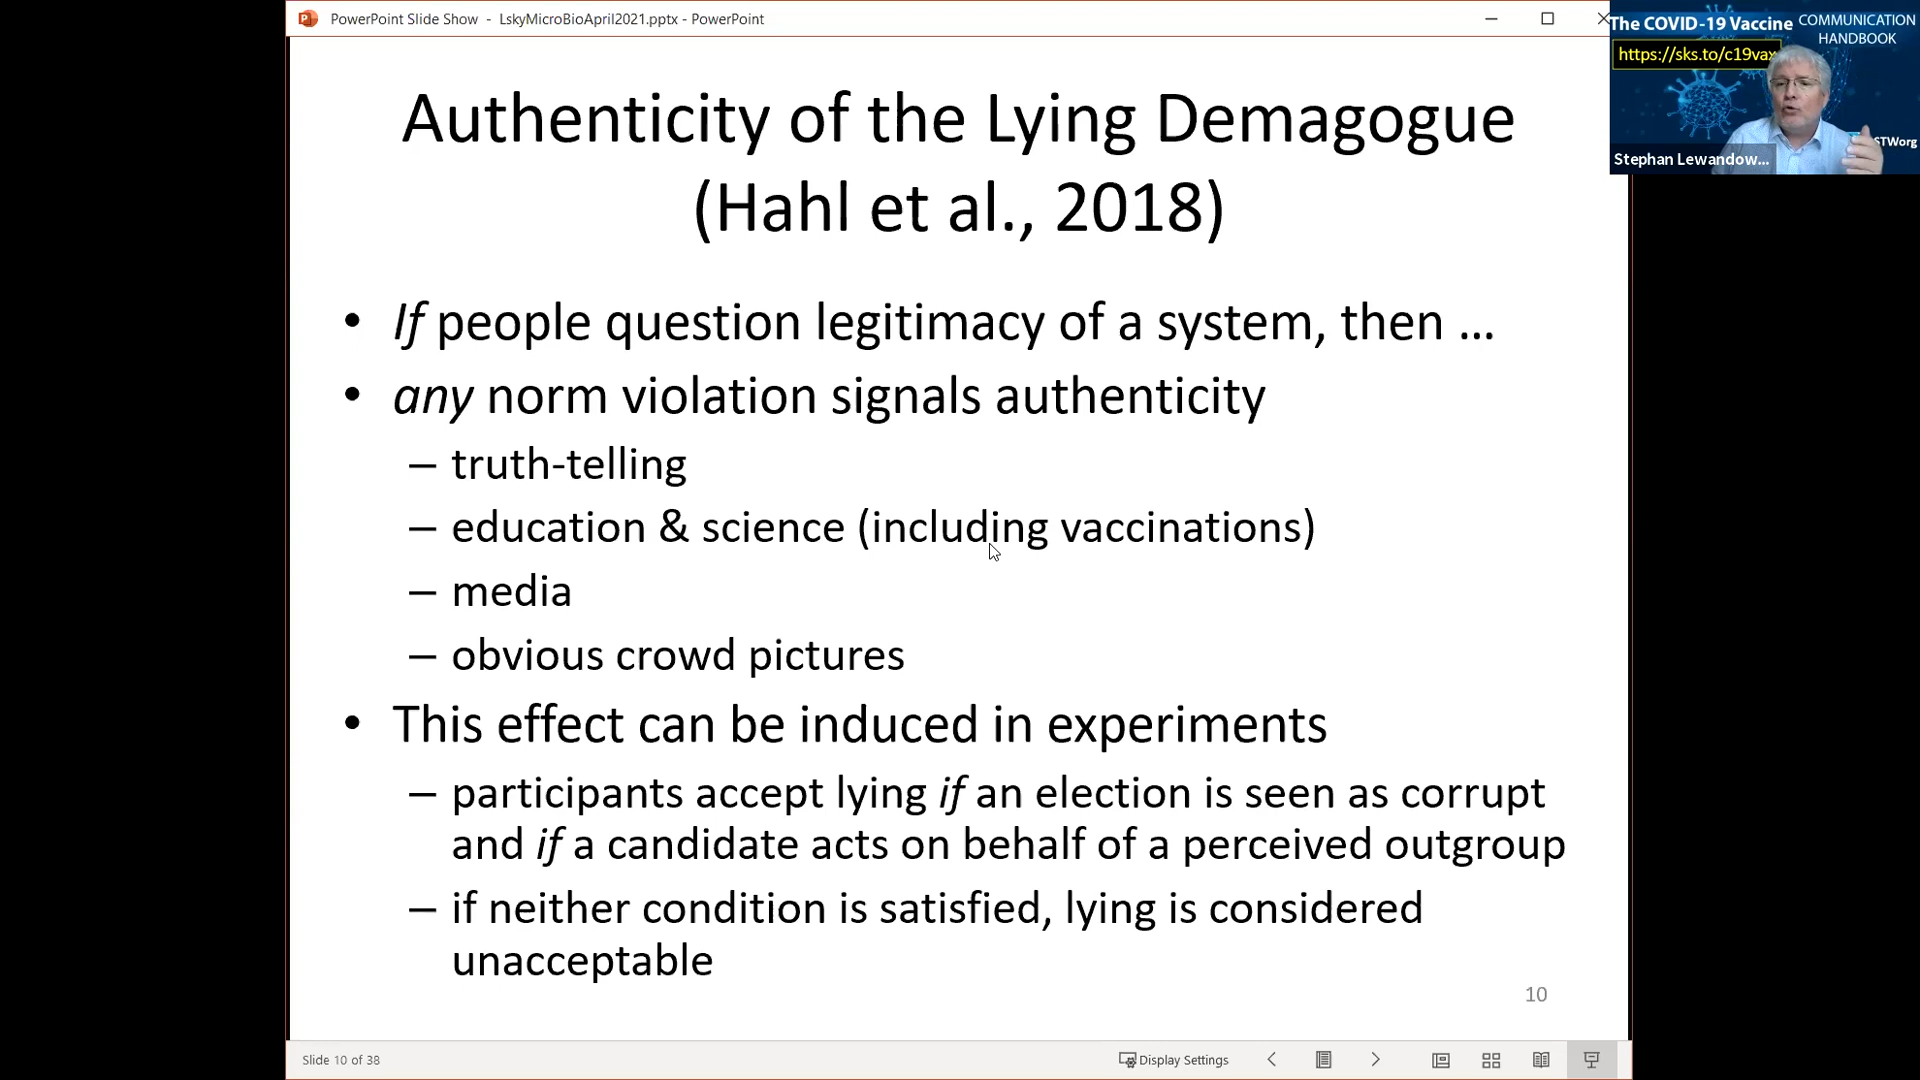 PowerPoint Slide Show - LskyMicroBioApril2021.pptx - PowerPoint
The COVID-19 Vaccine COMMUNICATION
HANDBOOK
https://sks.to/c19vax
STWorg
Stephan Lewandow...
Authenticity of the Lying Demagogue
(Hahl et al., 2018)
• If people question legitimacy of a system, then ...
• any norm violation signals authenticity
– truth-telling
– education & science (including vaccinations)
– media
– obvious crowd pictures
• This effect can be induced in experiments
– participants accept lying if an election is seen as corrupt
and if a candidate acts on behalf of a perceived outgroup
– if neither condition is satisfied, lying is considered
unacceptable
10
Slide 10 of 38
Display Settings